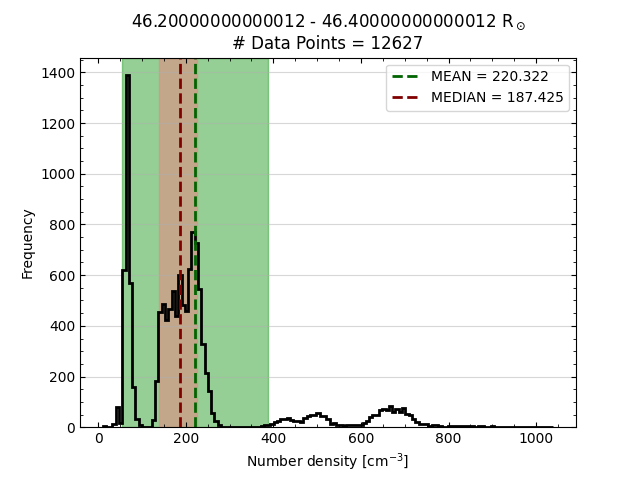 46.20000000000012 - 46.40000000000012 R⊙
# Data Points = 12627
MEAN = 220.322
MEDIAN = 187.425
Frequency
1400
1200
1000
800
600
400
200
0
0 200 400 600 800 1000
Number density [cm⁻³]